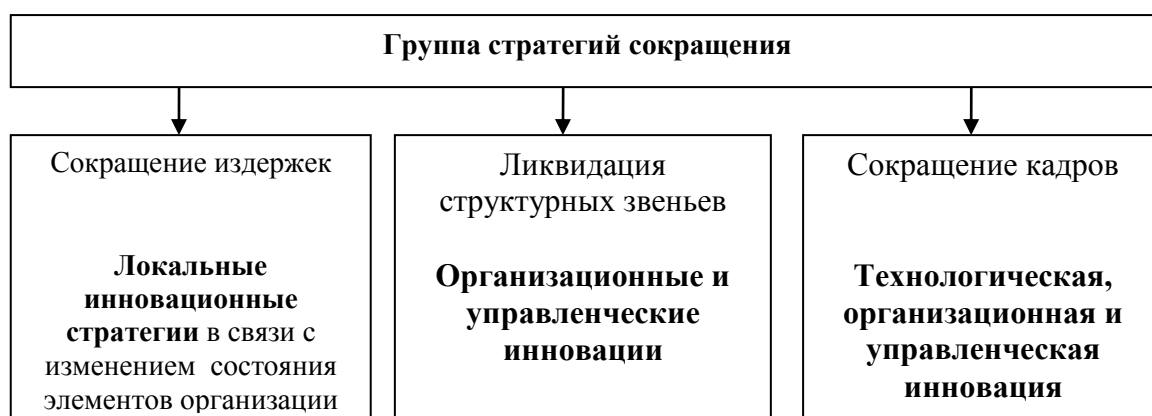 Группа стратегий сокращения
Сокращение издержек
Локальные
инновационные
стратегии в связи с
изменением состояния
элементов организации
Ликвидация
структурных звеньев
Организационные и
управленческие
инновации
Сокращение кадров
Технологическая,
организационная и
управленческая
инновация